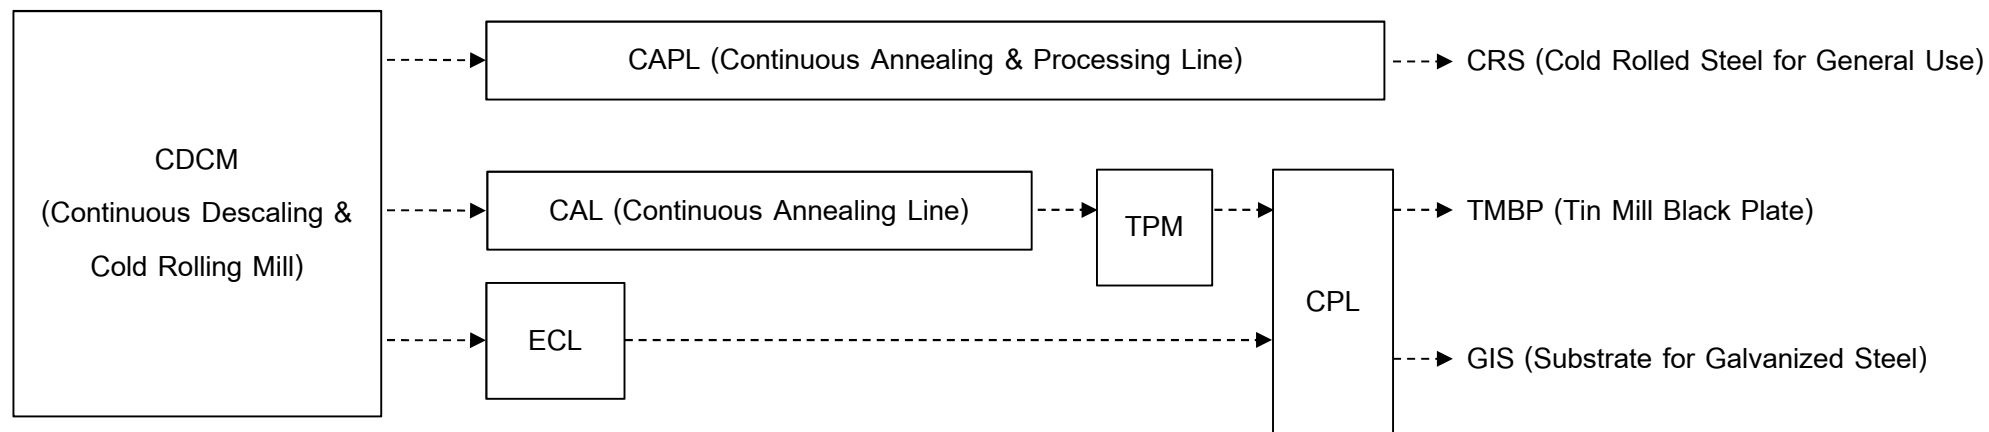 CDCM
(Continuous Descaling &
Cold Rolling Mill)
CAPL (Continuous Annealing & Processing Line)
CRS (Cold Rolled Steel for General Use)
CAL (Continuous Annealing Line)
TPM
CPL
TMBP (Tin Mill Black Plate)
ECL
GIS (Substrate for Galvanized Steel)